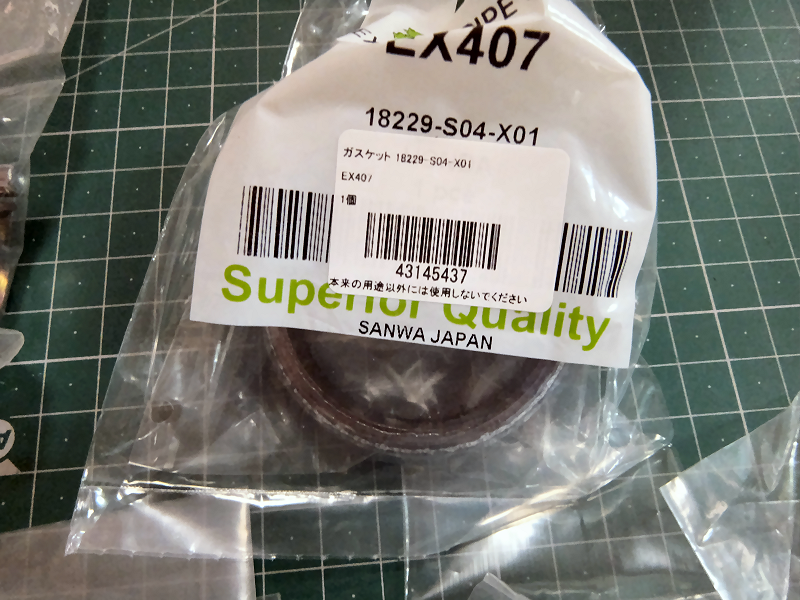 EX407
18229-S04-X01
ガスケット 18229-S04-X01
EX407
1個
43145437
本来の用途以外には使用しないでください
Superior Quality
SANWA JAPAN